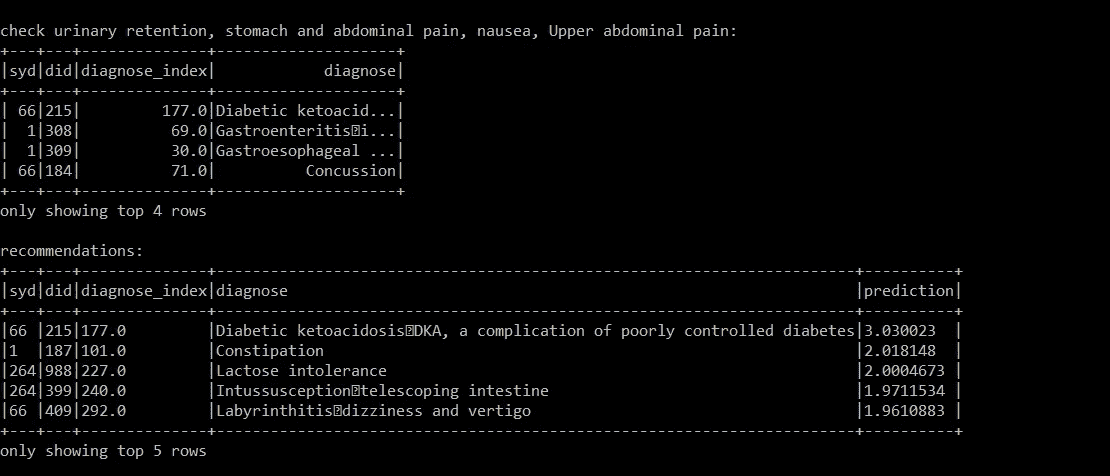 check urinary retention, stomach and abdominal pain, nausea, Upper abdominal pain:
+---+---+--------------+--------------------+
|syd|did|diagnose_index|            diagnose|
+---+---+--------------+--------------------+
| 66|215|         177.0|Diabetic ketoacid...|
|  1|308|          69.0|Gastroenteritis�i...|
|  1|309|          30.0|Gastroesophageal ...|
| 66|184|          71.0|          Concussion|
+---+---+--------------+--------------------+
only showing top 4 rows
recommendations:
+---+---+--------------+----------------------------------------------------------------+----------+
|syd|did|diagnose_index|diagnose                                                        |prediction|
+---+---+--------------+----------------------------------------------------------------+----------+
|66 |215|177.0         |Diabetic ketoacidosis�DKA, a complication of poorly controlled diabetes|3.030023  |
|1  |187|101.0         |Constipation                                                    |2.018148  |
|264|988|227.0         |Lactose intolerance                                             |2.0004673 |
|264|399|240.0         |Intussusception�telescoping intestine                           |1.9711534 |
|66 |409|292.0         |Labyrinthitis�dizziness and vertigo                             |1.9610883 |
+---+---+--------------+----------------------------------------------------------------+----------+
only showing top 5 rows